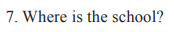 7. Where is the school?